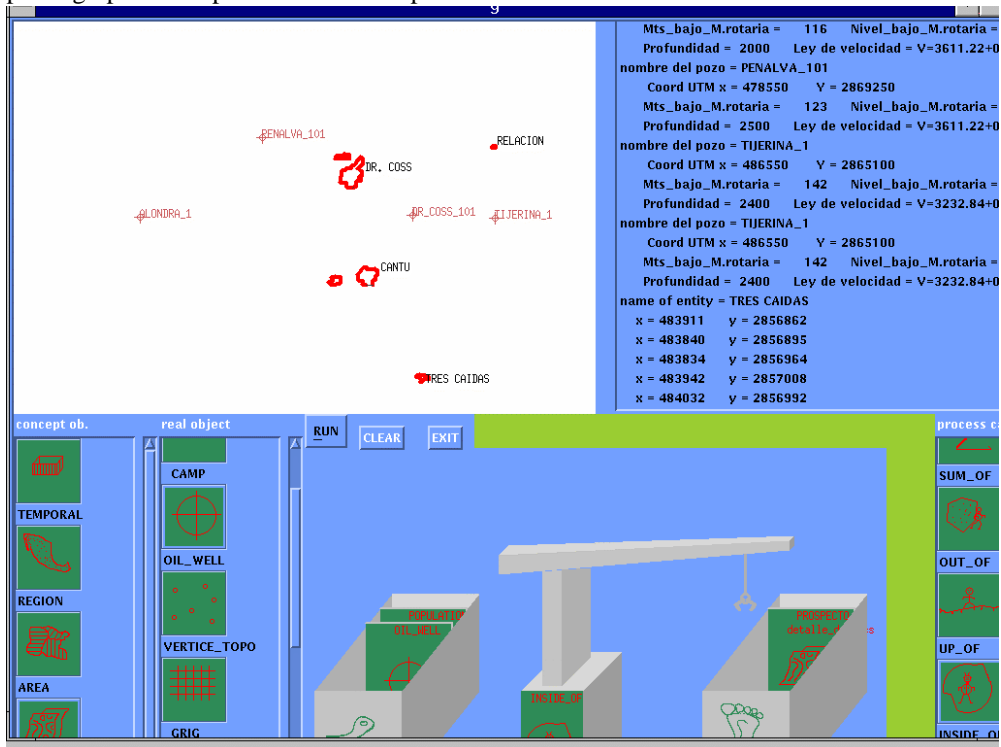 g
PENALVA_101
RELACION
DR. COSS
ALONDRA_1
DR_COSS_101
TIJERINA_1
CANTU
TRES CAIDAS
Mts_bajo_M.rotaria = 116 Nivel_bajo_M.rotaria =
Profundidad = 2000 Ley de velocidad = V=3611.22+0
nombre del pozo = PENALVA_101
Coord UTM x = 478550 Y = 2869250
Mts_bajo_M.rotaria = 123 Nivel_bajo_M.rotaria =
Profundidad = 2500 Ley de velocidad = V=3611.22+0
nombre del pozo = TIJERINA_1
Coord UTM x = 486550 Y = 2865100
Mts_bajo_M.rotaria = 142 Nivel_bajo_M.rotaria =
Profundidad = 2400 Ley de velocidad = V=3232.84+0
nombre del pozo = TIJERINA_1
Coord UTM x = 486550 Y = 2865100
Mts_bajo_M.rotaria = 142 Nivel_bajo_M.rotaria =
Profundidad = 2400 Ley de velocidad = V=3232.84+0
name of entity = TRES CAIDAS
x = 483911 y = 2856862
x = 483840 y = 2856895
x = 483834 y = 2856964
x = 483942 y = 2857008
x = 484032 y = 2856992
concept ob.
TEMPORAL
REGION
AREA
real object
CAMP
OIL_WELL
VERTICE_TOPO
GRIG
RUN
CLEAR
EXIT
POPULATIO
OIL_WELL
INSIDE_OF
PROSPECTO
process ca
SUM_OF
OUT_OF
UP_OF
INSIDE_O